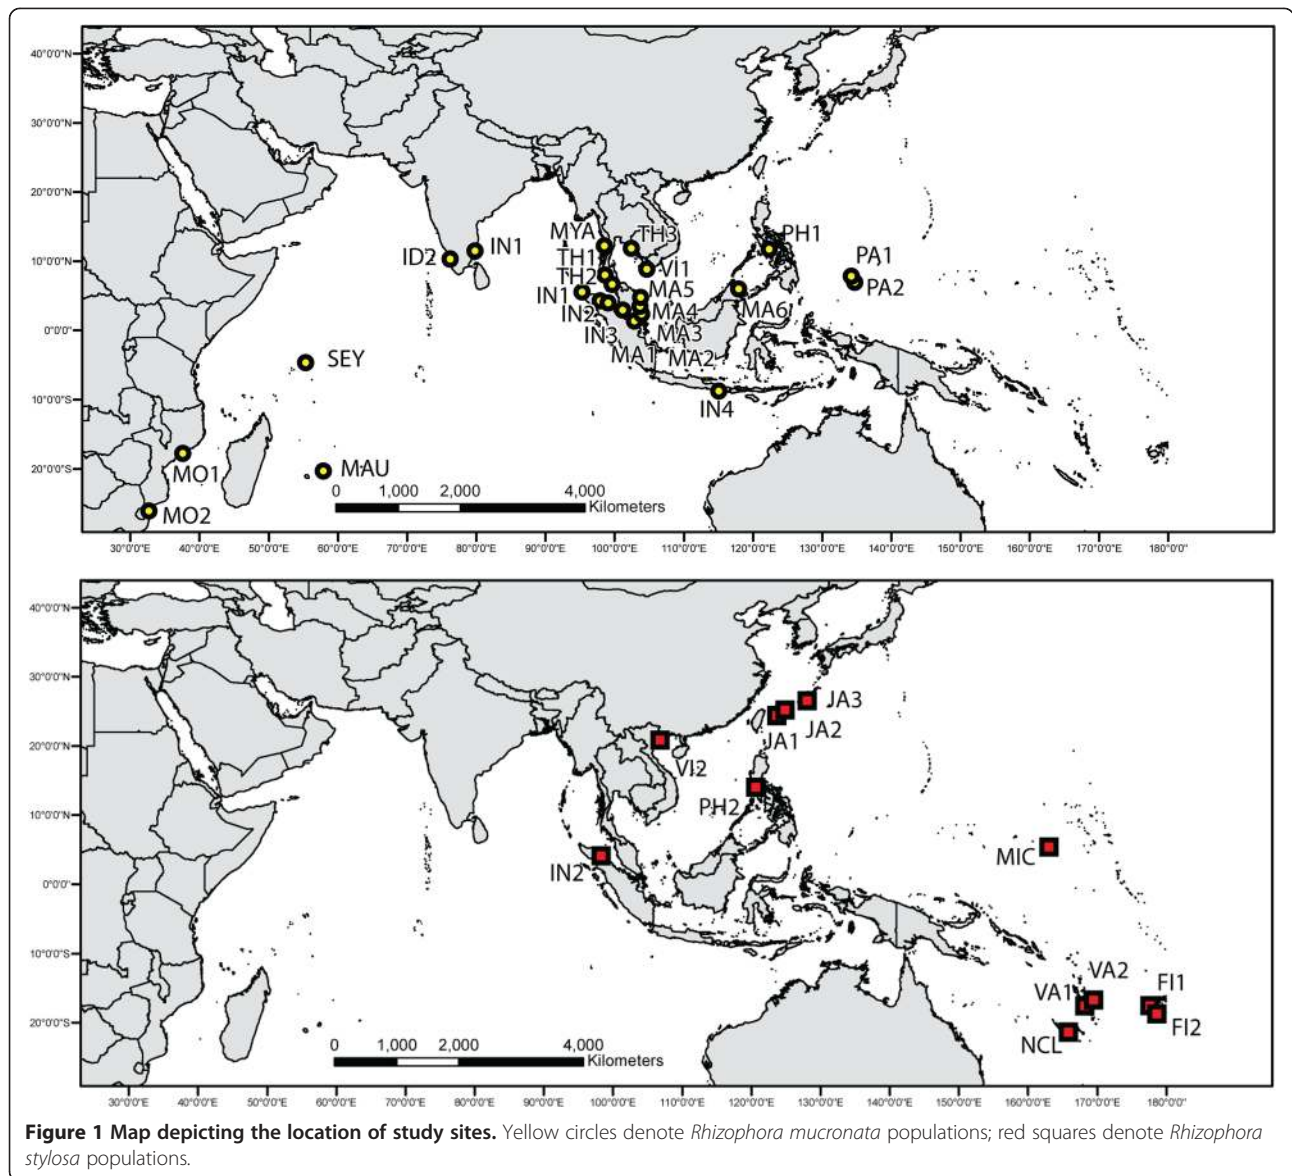 40°0'0"N
30°0'0"N
20°0'0"N
10°0'0"N
0°0'0"
10°0'0"S
20°0'0"S
MYA
TH3
PH1
ID2
IN1
TH1
VI1
PA1
TH2
MA5
PA2
IN1
MA4
MA6
IN2
MA3
IN3
MA1
MA2
SEY
IN4
MO1
MAU
MO2
0 1,000 2,000 4,000
Kilometers
30°0'0"E 40°0'0"E 50°0'0"E 60°0'0"E 70°0'0"E 80°0'0"E 90°0'0"E 100°0'0"E 110°0'0"E 120°0'0"E 130°0'0"E 140°0'0"E 150°0'0"E 160°0'0"E 170°0'0"E 180°0'0"
40°0'0"N
30°0'0"N
20°0'0"N
10°0'0"N
0°0'0"
10°0'0"S
20°0'0"S
JA3
JA1
JA2
VI2
PH2
MIC
IN2
VA2
VA1
FI1
FI2
NCL
0 1,000 2,000 4,000
Kilometers
30°0'0"E 40°0'0"E 50°0'0"E 60°0'0"E 70°0'0"E 80°0'0"E 90°0'0"E 100°0'0"E 110°0'0"E 120°0'0"E 130°0'0"E 140°0'0"E 150°0'0"E 160°0'0"E 170°0'0"E 180°0'0"
Figure 1 Map depicting the location of study sites. Yellow circles denote Rhizophora mucronata populations; red squares denote Rhizophora
stylosa populations.